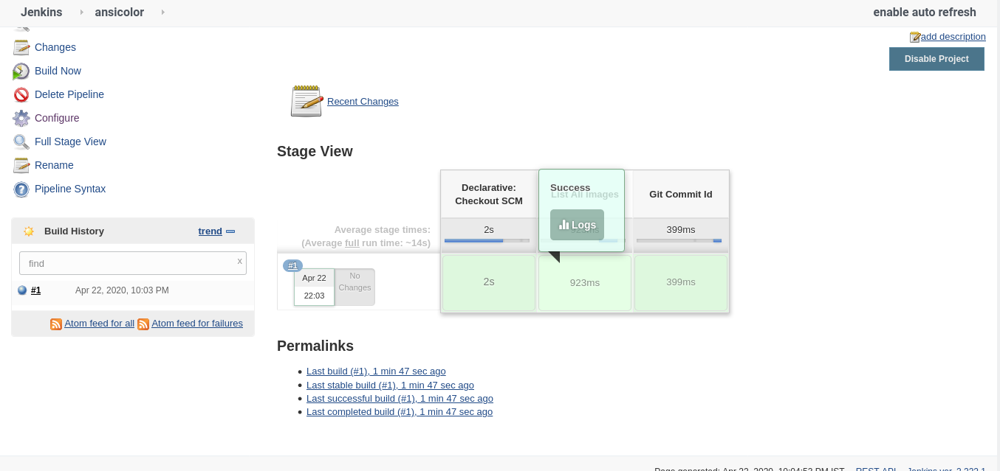 Jenkins ansicolor enable auto refresh
add description
Disable Project
Changes
Build Now
Delete Pipeline
Configure
Full Stage View
Rename
Pipeline Syntax
Build History trend
find x
#1 Apr 22, 2020, 10:03 PM
Atom feed for all Atom feed for failures
Recent Changes
Stage View
Declarative:
Checkout SCM
Success
List All Images
Git Commit Id
Logs
Average stage times:
(Average full run time: ~14s)
2s 923ms 399ms
#1
Apr 22
22:03
No
Changes
2s 923ms 399ms
Permalinks
Last build (#1), 1 min 47 sec ago
Last stable build (#1), 1 min 47 sec ago
Last successful build (#1), 1 min 47 sec ago
Last completed build (#1), 1 min 47 sec ago
Page generated: Apr 22, 2020, 10:04:53 PM IST REST API Jenkins ver. 2.222.1